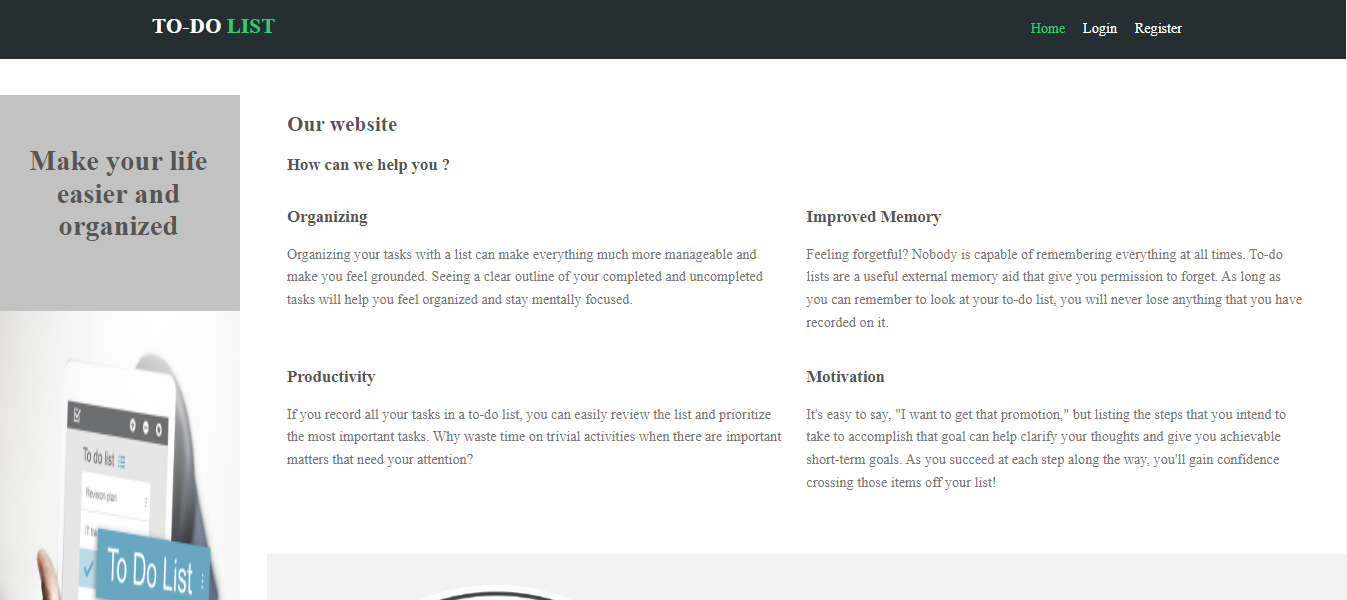 TO-DO LIST
Home Login Register
Make your life
easier and
organized
To do list
Revision plan
To Do List
Our website
How can we help you ?
Organizing
Organizing your tasks with a list can make everything much more manageable and
make you feel grounded. Seeing a clear outline of your completed and uncompleted
tasks will help you feel organized and stay mentally focused.
Improved Memory
Feeling forgetful? Nobody is capable of remembering everything at all times. To-do
lists are a useful external memory aid that give you permission to forget. As long as
you can remember to look at your to-do list, you will never lose anything that you have
recorded on it.
Productivity
If you record all your tasks in a to-do list, you can easily review the list and prioritize
the most important tasks. Why waste time on trivial activities when there are important
matters that need your attention?
Motivation
It's easy to say, "I want to get that promotion," but listing the steps that you intend to
take to accomplish that goal can help clarify your thoughts and give you achievable
short-term goals. As you succeed at each step along the way, you'll gain confidence
crossing those items off your list!